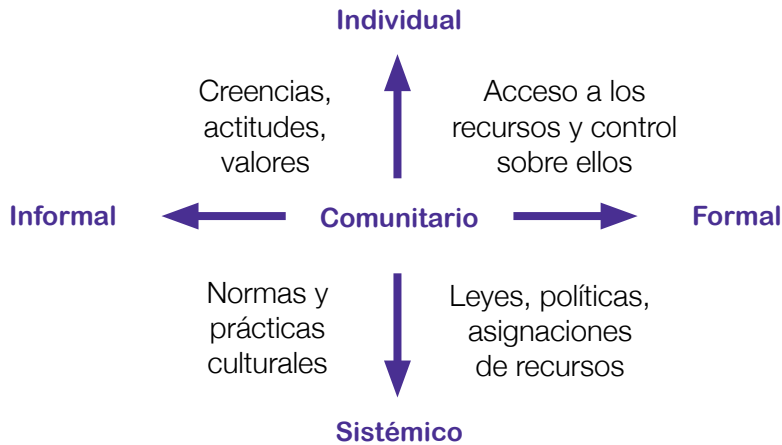 Individual
Creencias,
actitudes,
valores
Acceso a los
recursos y control
sobre ellos
Informal
Comunitario
Formal
Normas y
prácticas
culturales
Leyes, políticas,
asignaciones
de recursos
Sistémico